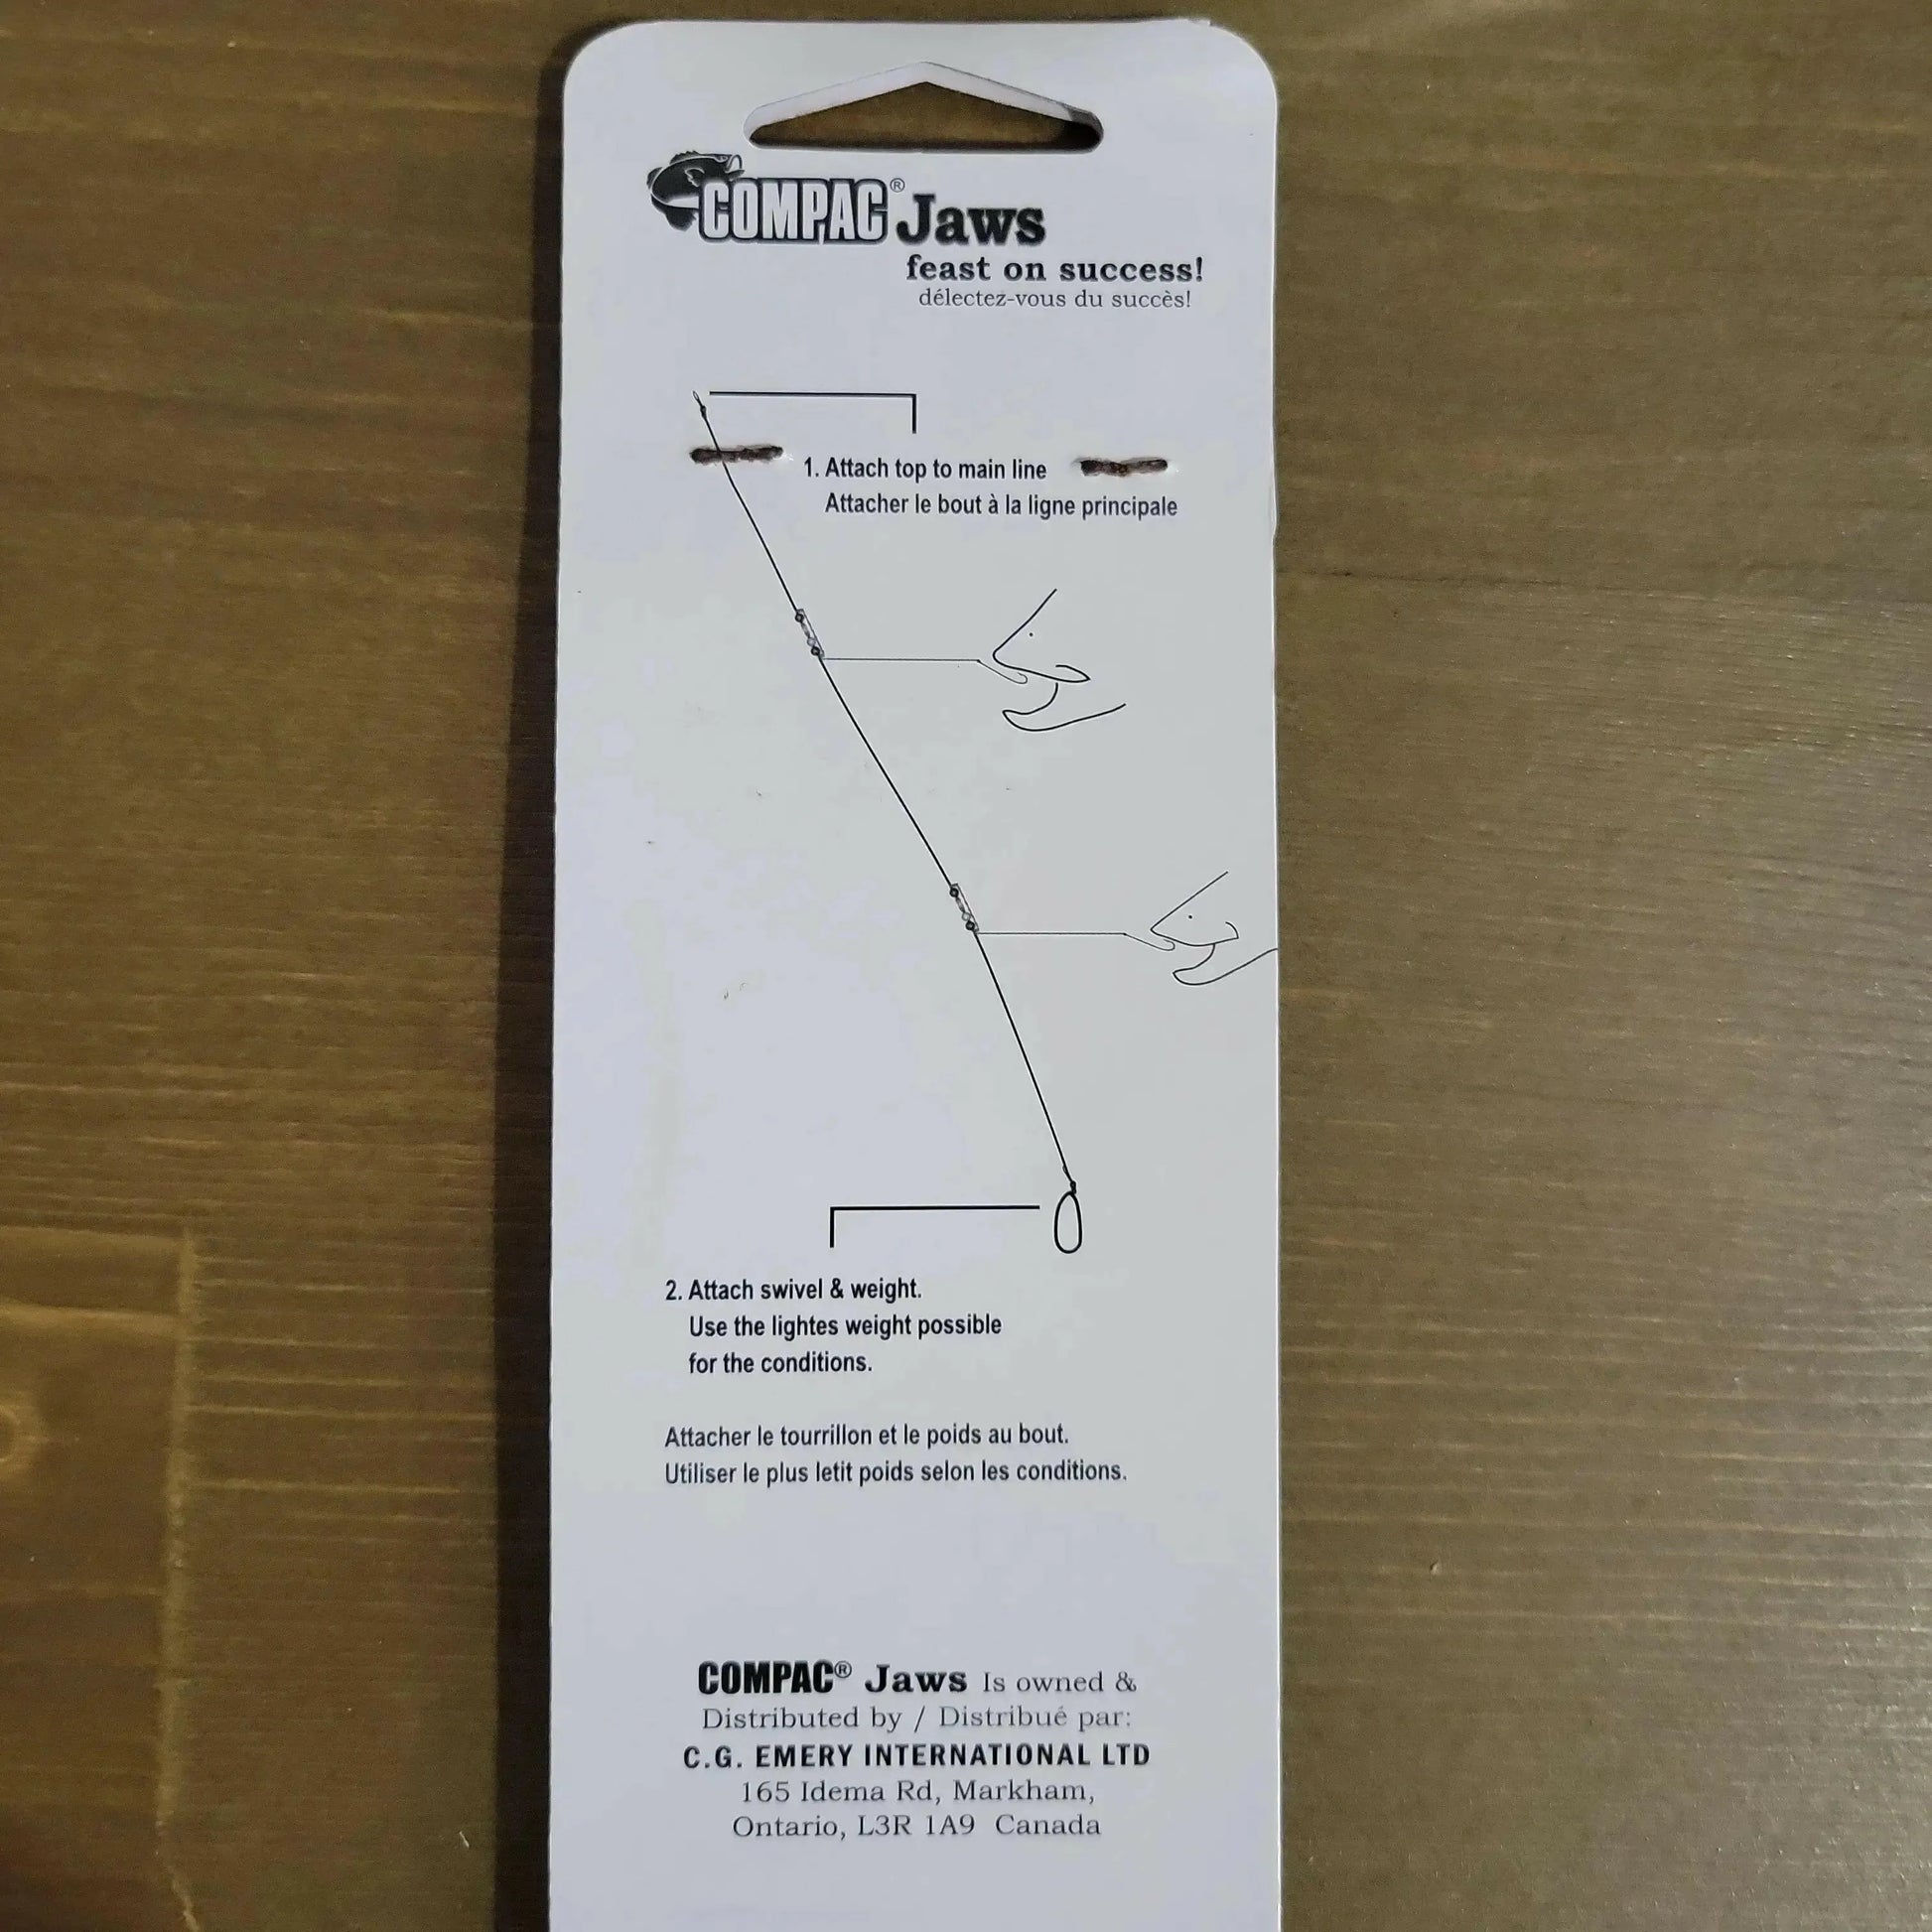 COMPAC® Jaws
feast on success!
délectez-vous du succès!
1. Attach top to main line
Attacher le bout à la ligne principale
2. Attach swivel & weight.
Use the lightes weight possible
for the conditions.
Attacher le tourrillon et le poids au bout.
Utiliser le plus letit poids selon les conditions.
COMPAC® Jaws Is owned &
Distributed by / Distribué par:
C.G. EMERY INTERNATIONAL LTD
165 Idema Rd, Markham,
Ontario, L3R 1A9 Canada